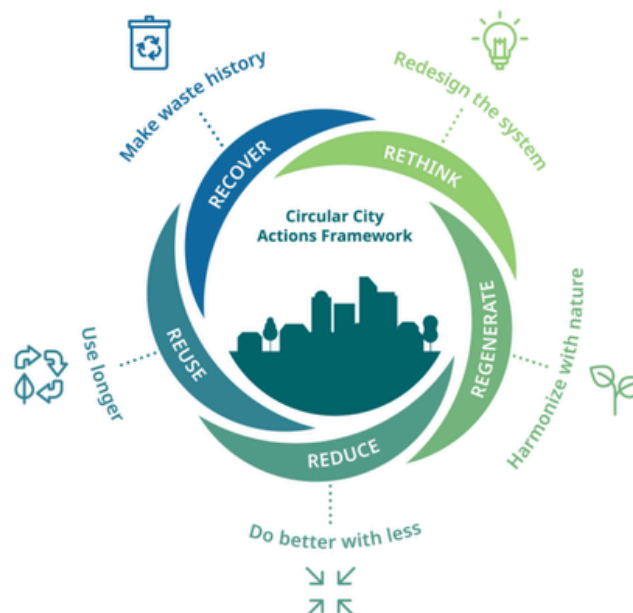 Make waste history
Redesign the system
RECOVER
RETHINK
Circular City
Actions Framework
REGENERATE
Harmonize with nature
REUSE
Use longer
REDUCE
Do better with less